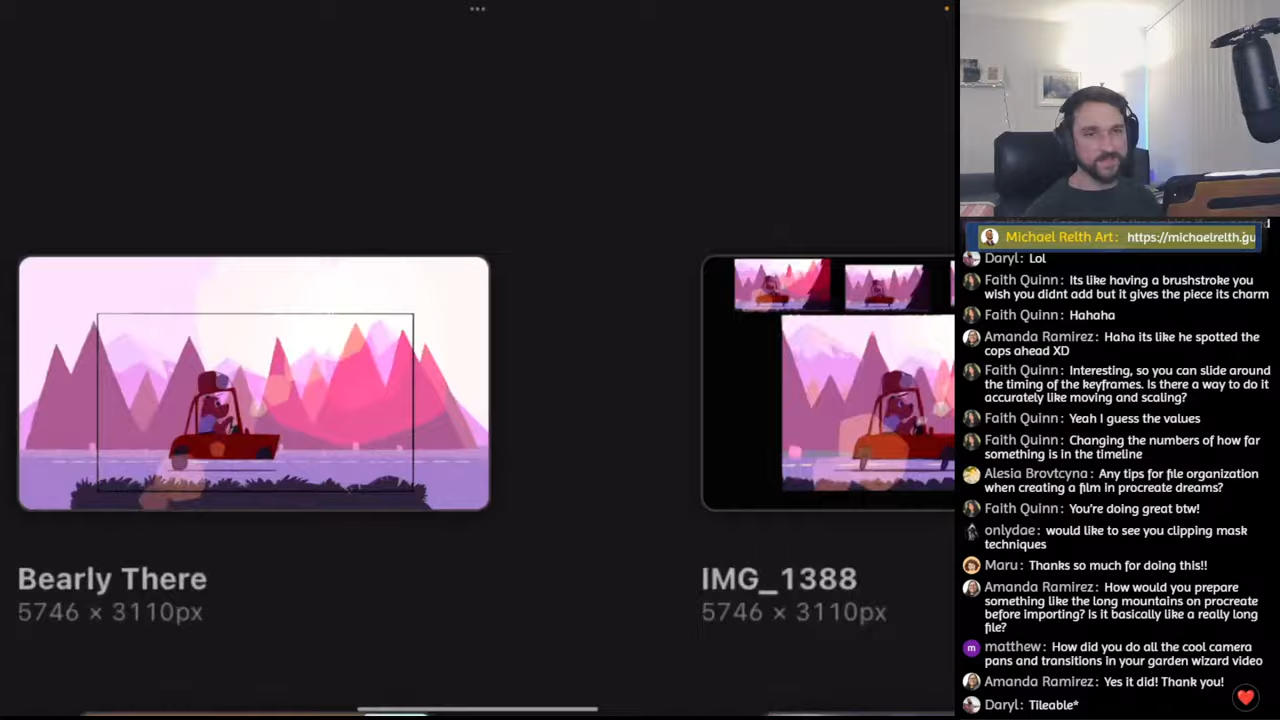 Bearly There
5746 × 3110px
IMG_1388
5746 × 3110px
Michael Relth Art: https://michaelrelth.gu
Daryl: Lol
Faith Quinn: Its like having a brushstroke you
wish you didnt add but it gives the piece its charm
Faith Quinn: Hahaha
Amanda Ramirez: Haha its like he spotted the
cops ahead XD
Faith Quinn: Interesting, so you can slide around
the timing of the keyframes. Is there a way to do it
accurately like moving and scaling?
Faith Quinn: Yeah I guess the values
Faith Quinn: Changing the numbers of how far
something is in the timeline
Alesia Brovtcyna: Any tips for file organization
when creating a film in procreate dreams?
Faith Quinn: You're doing great btw!
onlydae: would like to see you clipping mask
techniques
Maru: Thanks so much for doing this!!
Amanda Ramirez: How would you prepare
something like the long mountains on procreate
before importing? Is it basically like a really long
file?
m matthew: How did you do all the cool camera
pans and transitions in your garden wizard video
Amanda Ramirez: Yes it did! Thank you!
Daryl: Tileable*